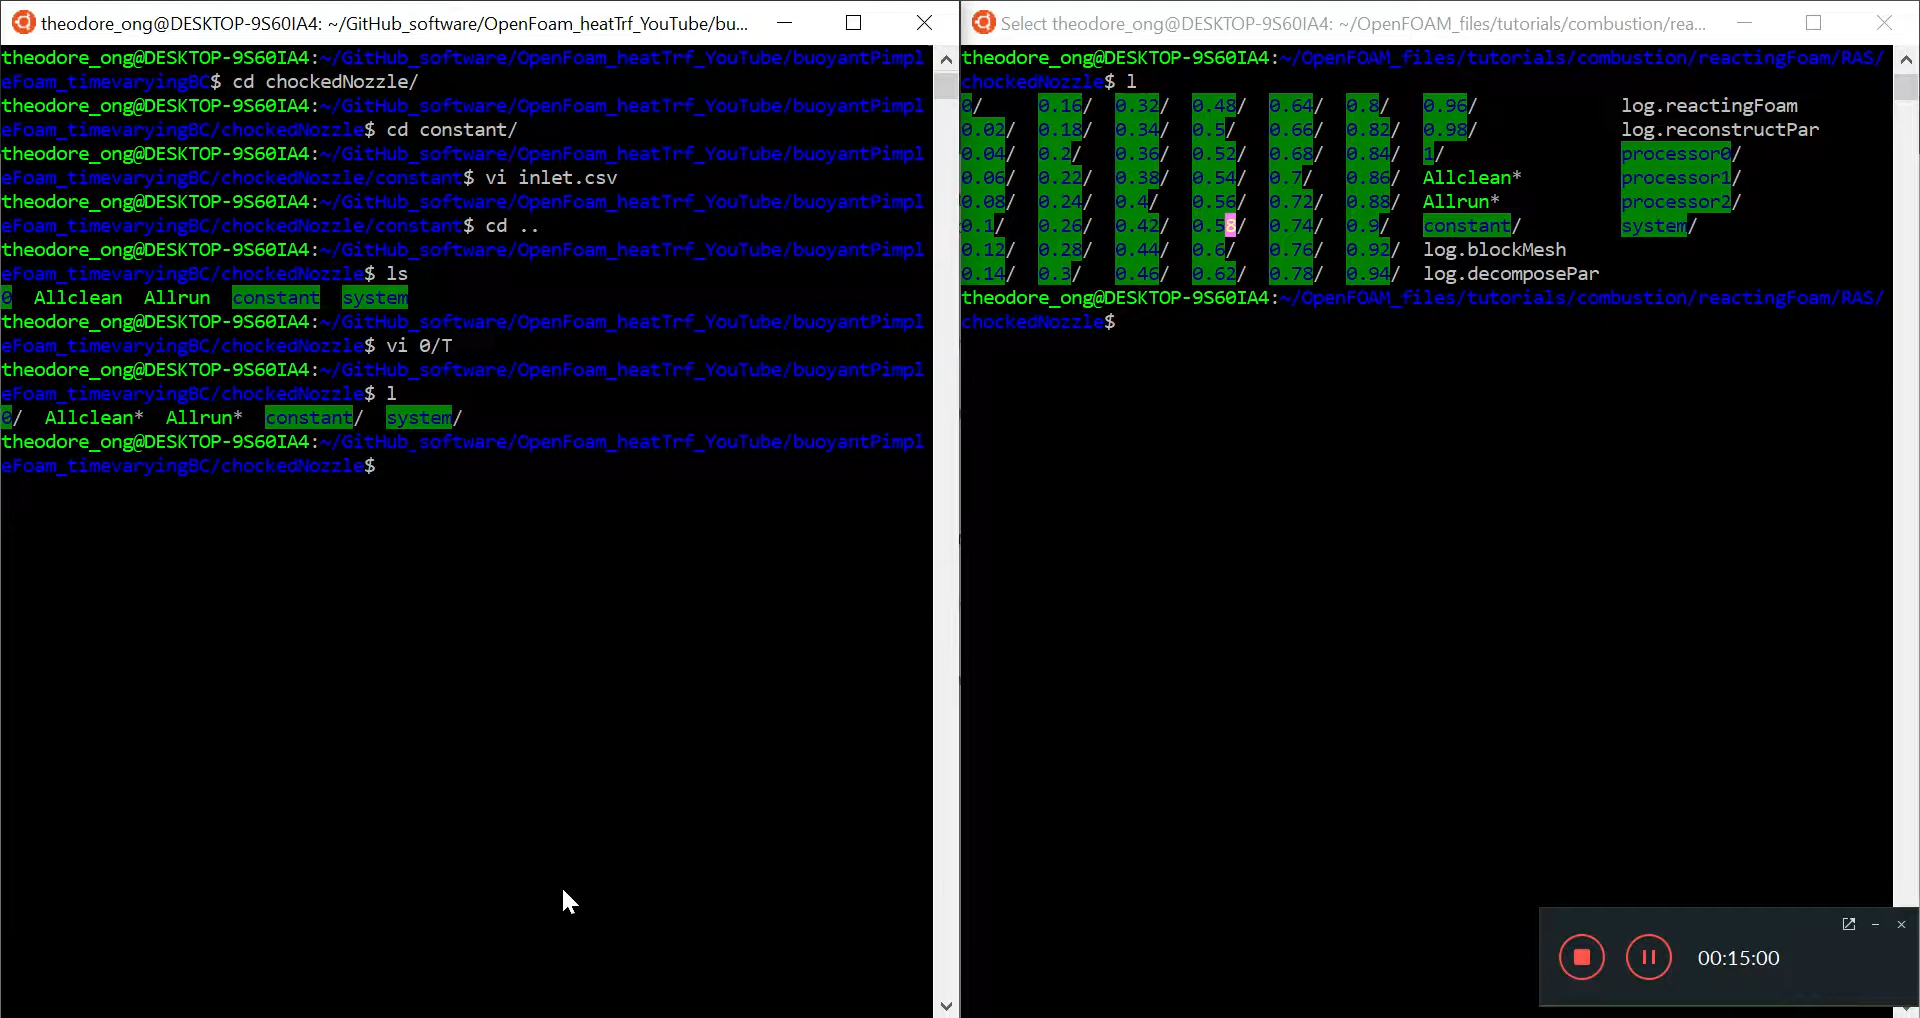 theodore_ong@DESKTOP-9S60IA4: ~/GitHub_software/OpenFoam_heatTrf_YouTube/bu...
theodore_ong@DESKTOP-9S60IA4:~/GitHub_software/OpenFoam_heatTrf_YouTube/buoyantPimpl
eFoam_timevaryingBC$ cd chockedNozzle/
theodore_ong@DESKTOP-9S60IA4:~/GitHub_software/OpenFoam_heatTrf_YouTube/buoyantPimpl
eFoam_timevaryingBC/chockedNozzle$ cd constant/
theodore_ong@DESKTOP-9S60IA4:~/GitHub_software/OpenFoam_heatTrf_YouTube/buoyantPimpl
eFoam_timevaryingBC/chockedNozzle/constant$ vi inlet.csv
theodore_ong@DESKTOP-9S60IA4:~/GitHub_software/OpenFoam_heatTrf_YouTube/buoyantPimpl
eFoam_timevaryingBC/chockedNozzle/constant$ cd ..
theodore_ong@DESKTOP-9S60IA4:~/GitHub_software/OpenFoam_heatTrf_YouTube/buoyantPimpl
eFoam_timevaryingBC/chockedNozzle$ ls
0 Allclean Allrun constant system
theodore_ong@DESKTOP-9S60IA4:~/GitHub_software/OpenFoam_heatTrf_YouTube/buoyantPimpl
eFoam_timevaryingBC/chockedNozzle$ vi 0/T
theodore_ong@DESKTOP-9S60IA4:~/GitHub_software/OpenFoam_heatTrf_YouTube/buoyantPimpl
eFoam_timevaryingBC/chockedNozzle$ l
0/ Allclean* Allrun* constant/ system/
theodore_ong@DESKTOP-9S60IA4:~/GitHub_software/OpenFoam_heatTrf_YouTube/buoyantPimpl
eFoam_timevaryingBC/chockedNozzle$
Select theodore_ong@DESKTOP-9S60IA4: ~/OpenFOAM_files/tutorials/combustion/rea...
theodore_ong@DESKTOP-9S60IA4:~/OpenFOAM_files/tutorials/combustion/reactingFoam/RAS/
chockedNozzle$ l
0/ 0.16/ 0.32/ 0.48/ 0.64/ 0.8/ 0.96/ log.reactingFoam
0.02/ 0.18/ 0.34/ 0.5/ 0.66/ 0.82/ 0.98/ log.reconstructPar
0.04/ 0.2/ 0.36/ 0.52/ 0.68/ 0.84/ 1/ processor0/
0.06/ 0.22/ 0.38/ 0.54/ 0.7/ 0.86/ Allclean* processor1/
0.08/ 0.24/ 0.4/ 0.56/ 0.72/ 0.88/ Allrun* processor2/
0.1/ 0.26/ 0.42/ 0.58/ 0.74/ 0.9/ constant/ system/
0.12/ 0.28/ 0.44/ 0.6/ 0.76/ 0.92/ log.blockMesh
0.14/ 0.3/ 0.46/ 0.62/ 0.78/ 0.94/ log.decomposePar
theodore_ong@DESKTOP-9S60IA4:~/OpenFOAM_files/tutorials/combustion/reactingFoam/RAS/
chockedNozzle$
00:15:00